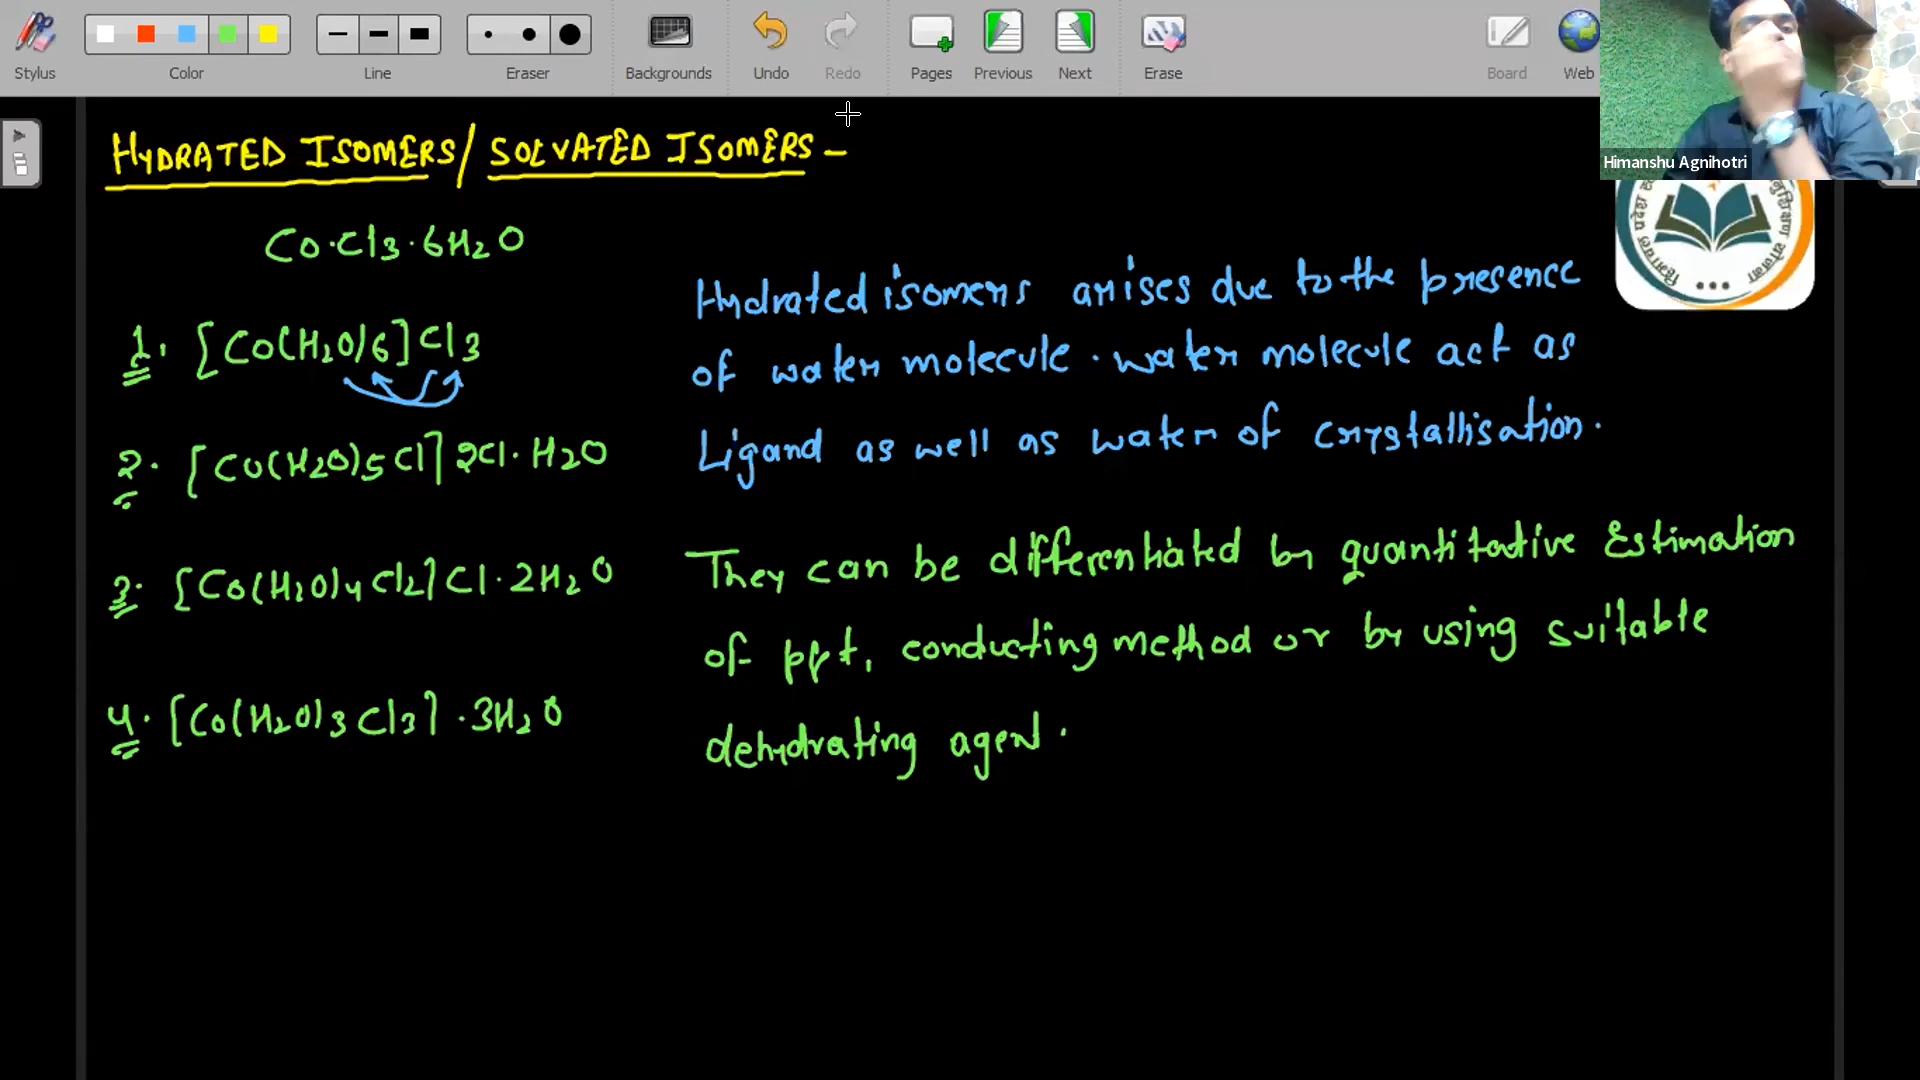 Stylus
Color
Line
Eraser
Backgrounds
Undo
Redo
Pages
Previous
Next
Erase
Board
Web
Himanshu Agnihotri
HYDRATED ISOMERS/ SOLVATED ISOMERS -
Co·Cl3·6H2O
1. [Co(H2O)6]Cl3
2. [Co(H2O)5Cl]2Cl·H2O
3. [Co(H2O)4Cl2]Cl·2H2O
4. [Co(H2O)3Cl3]·3H2O
Hydrated isomers arises due to the presence
of water molecule. water molecule act as
Ligand as well as water of crystallisation.
They can be differentiated by quantitative Estimation
of ppt, conducting method or by using suitable
dehydrating agent.